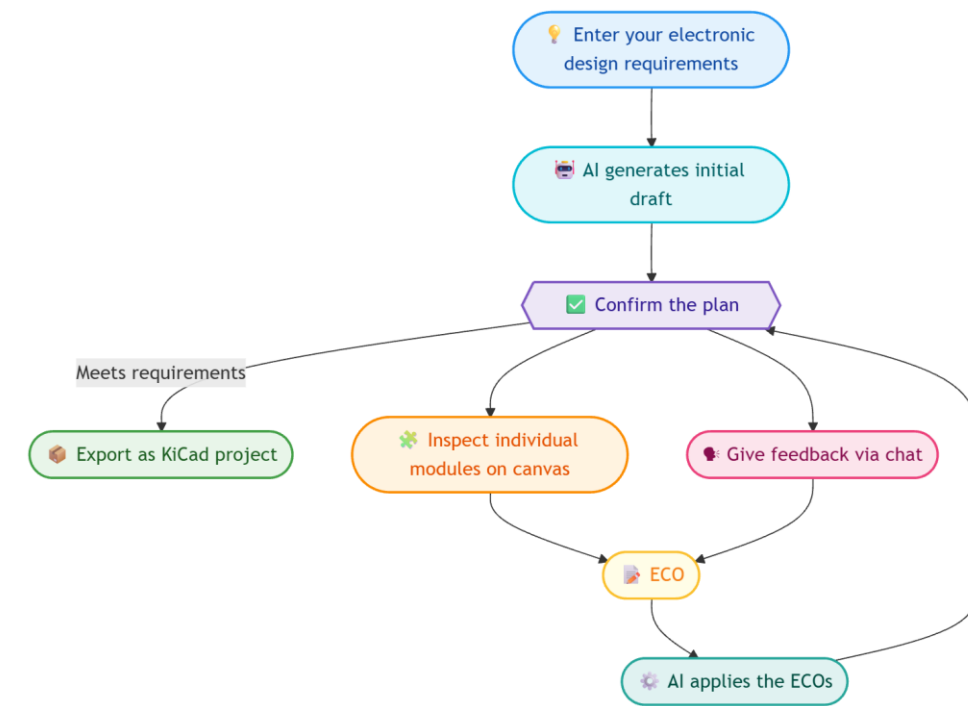 Enter your electronic
design requirements
AI generates initial
draft
Confirm the plan
Meets requirements
Export as KiCad project
Inspect individual
modules on canvas
Give feedback via chat
ECO
AI applies the ECOs